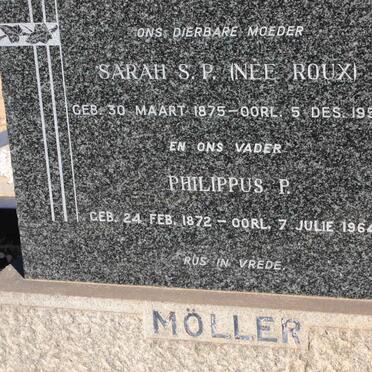 ONS DIERBARE MOEDER
SARAH S. P. (NEE ROUX)
GEB. 30 MAART 1875 – OORL. 5 DES.
EN ONS VADER
PHILIPPUS P.
GEB. 24 FEB. 1872 – OORL. 7 JULIE 1964
RUS IN VREDE.
MÖLLER